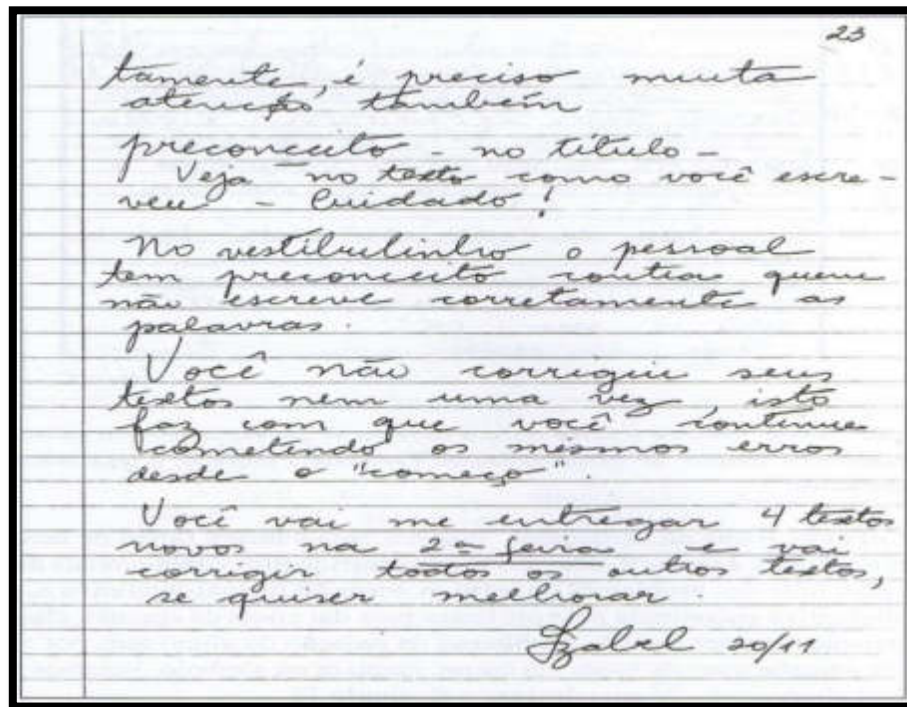 23
tamente, é preciso muita
atenção também
preconceito - no título -
Veja no texto como você escre-
veu - Cuidado!
No vestibulinho o pessoal
tem preconceito contra quem
não escreve corretamente as
palavras.
Você não corrigiu seus
textos nem uma vez, isto
faz com que você continue
cometendo os mesmos erros
desde o "começo".
Você vai me entregar 4 textos
novos na 2ª feira e vai
corrigir todos os outros textos,
se quiser melhorar.
Izabel 20/11